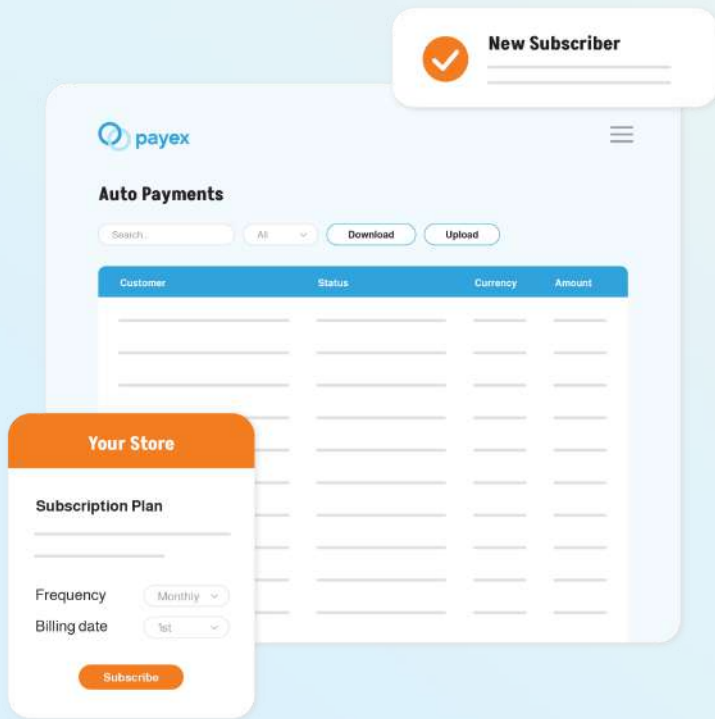 New Subscriber
payex
Auto Payments
Search..
All
Download
Upload
Customer Status Currency Amount
Your Store
Subscription Plan
Frequency Monthly
Billing date 1st
Subscribe